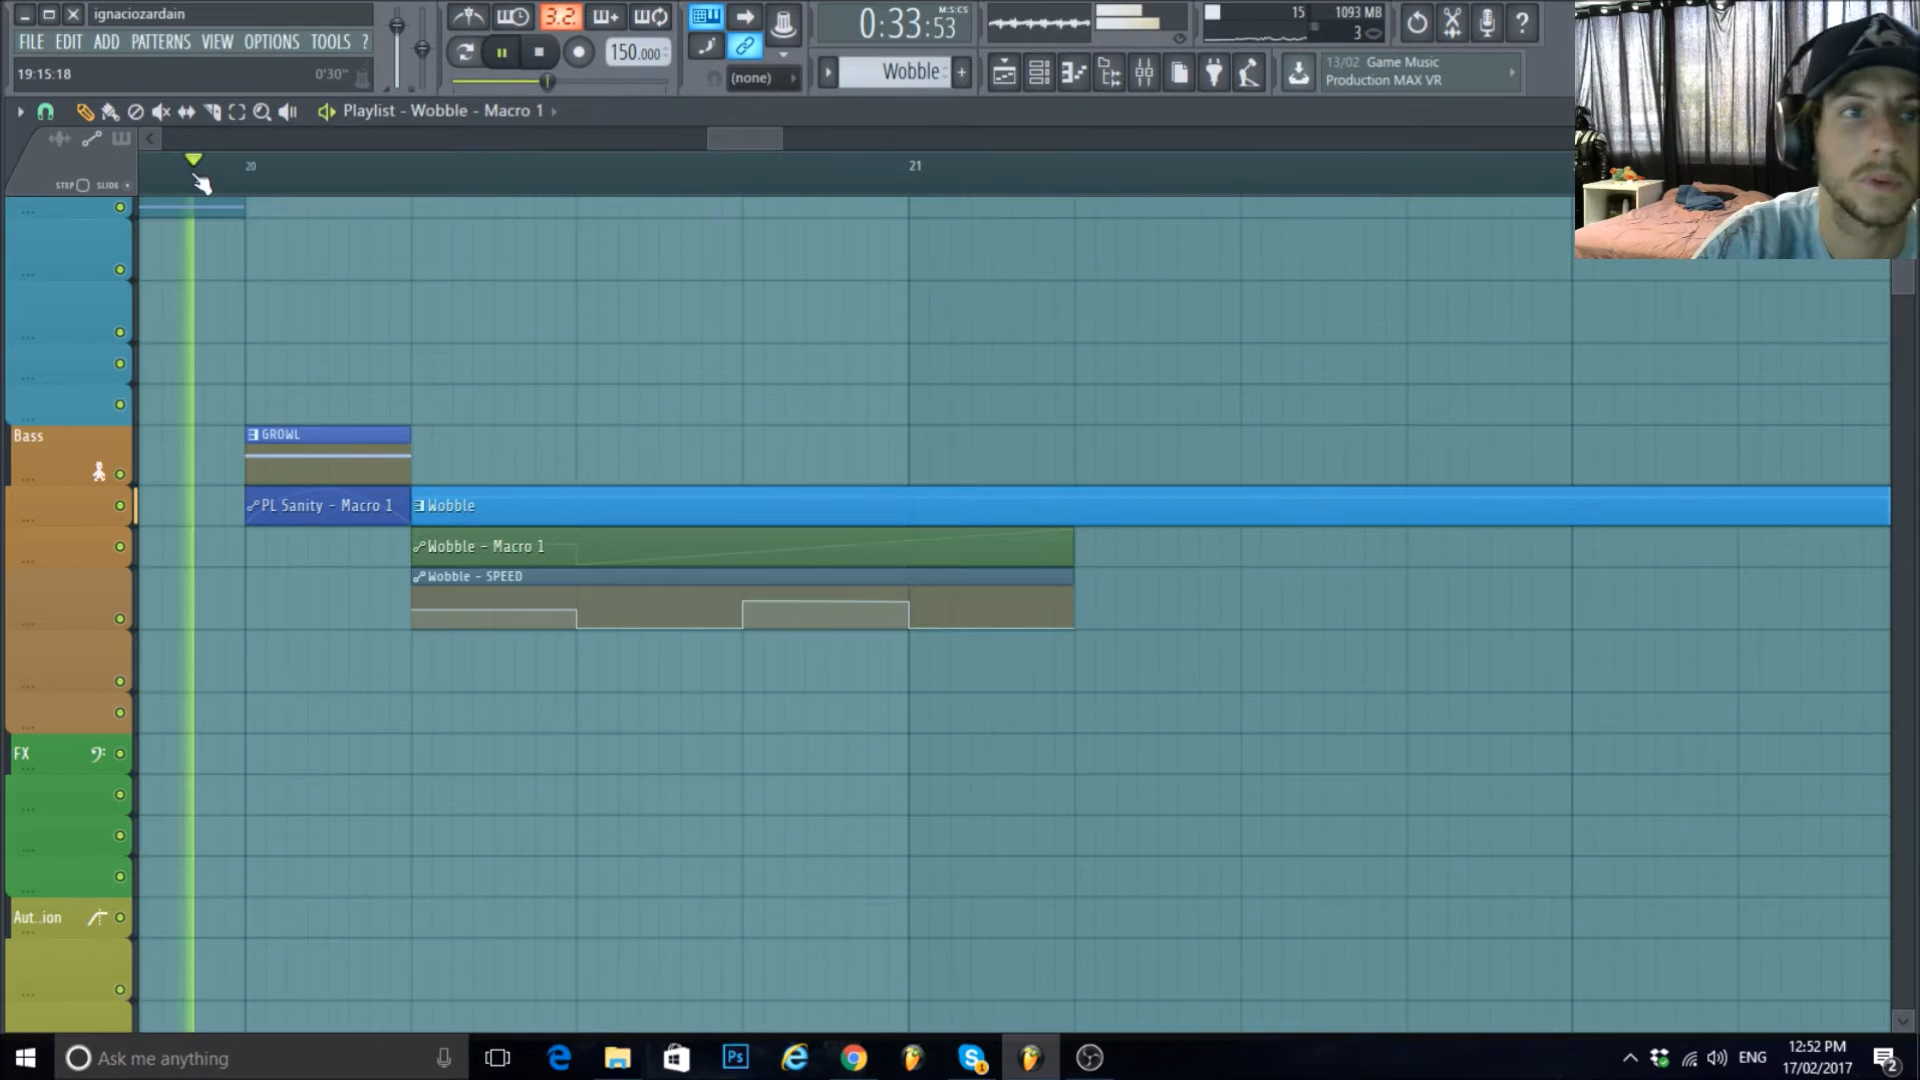 ignaciozardain
FILE EDIT ADD PATTERNS VIEW OPTIONS TOOLS ?
19:15:18
0'30"
3.2.
150.000
0:33:53
M:S:CS
(none)
Wobble
15
1093 MB
3
13/02 Game Music
Production MAX VR
Playlist - Wobble - Macro 1
STEP
SLIDE
20
21
GROWL
Bass
PL Sanity - Macro 1
Wobble
Wobble - Macro 1
Wobble - SPEED
FX
Aut..ion
Ask me anything
Ps
1
ENG
12:52 PM
17/02/2017
2